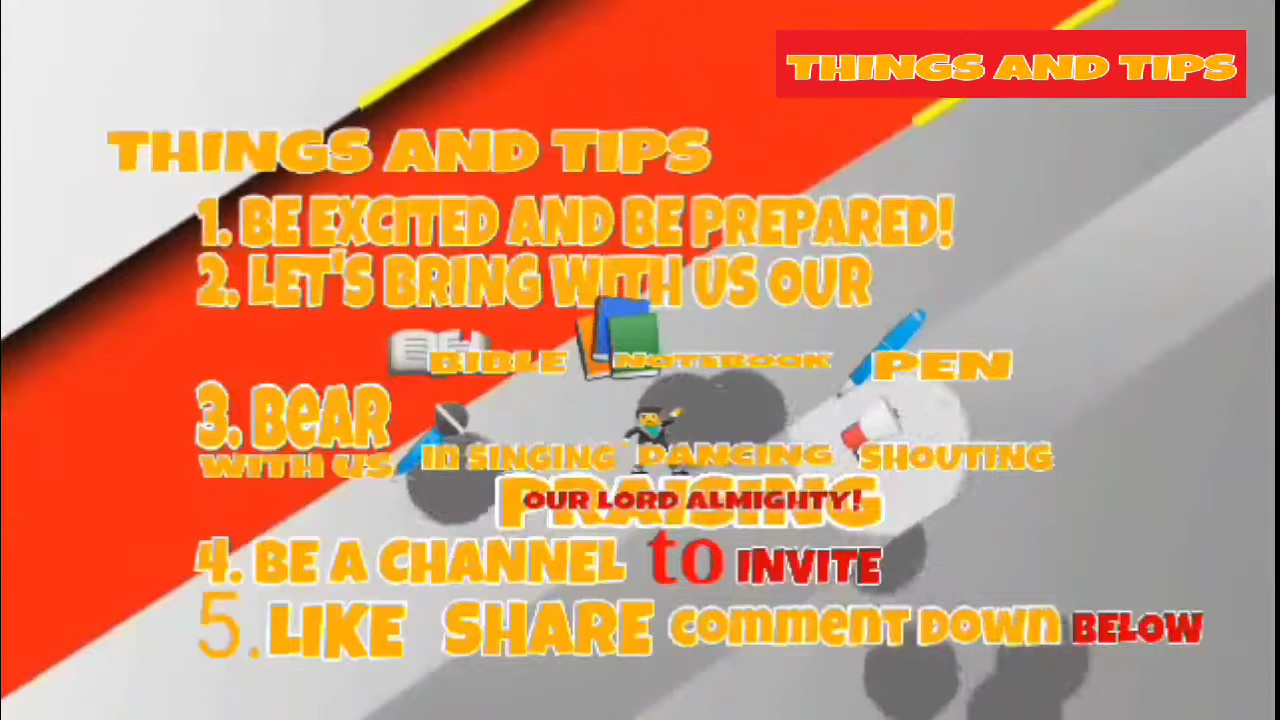 THINGS AND TIPS
THINGS AND TIPS
1. BE EXCITED AND BE PREPARED!
2. LET'S BRING WITH US OUR
BIBLE NOTEBOOK PEN
3. BEAR
WITH US IN SINGING DANCING SHOUTING
PRAISING
OUR LORD ALMIGHTY!
4. BE A CHANNEL to INVITE
5. LIKE SHARE comment DOWN BELOW